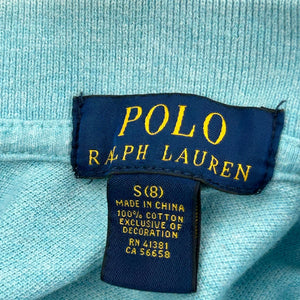 POLO
RALPH LAUREN
S(8)
MADE IN CHINA
100% COTTON
EXCLUSIVE OF
DECORATION
RN 41381
CA 56658